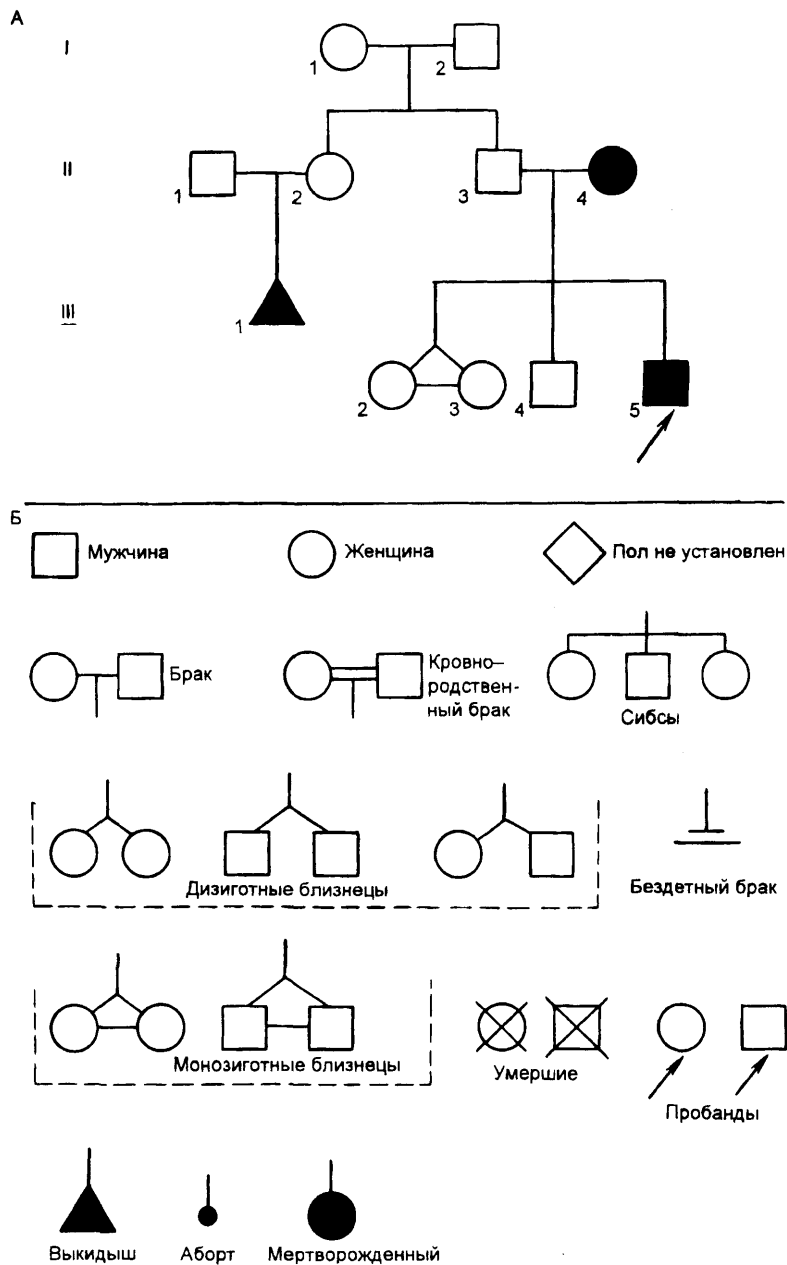 А
I
1
2
II
1
2
3
4
III
1
2
3
4
5
Б
Мужчина
Женщина
Пол не установлен
Брак
Кровно–
родствен-
ный брак
Сибсы
Дизиготные близнецы
Бездетный брак
Монозиготные близнецы
Умершие
Пробанды
Выкидыш
Аборт
Мертворожденный